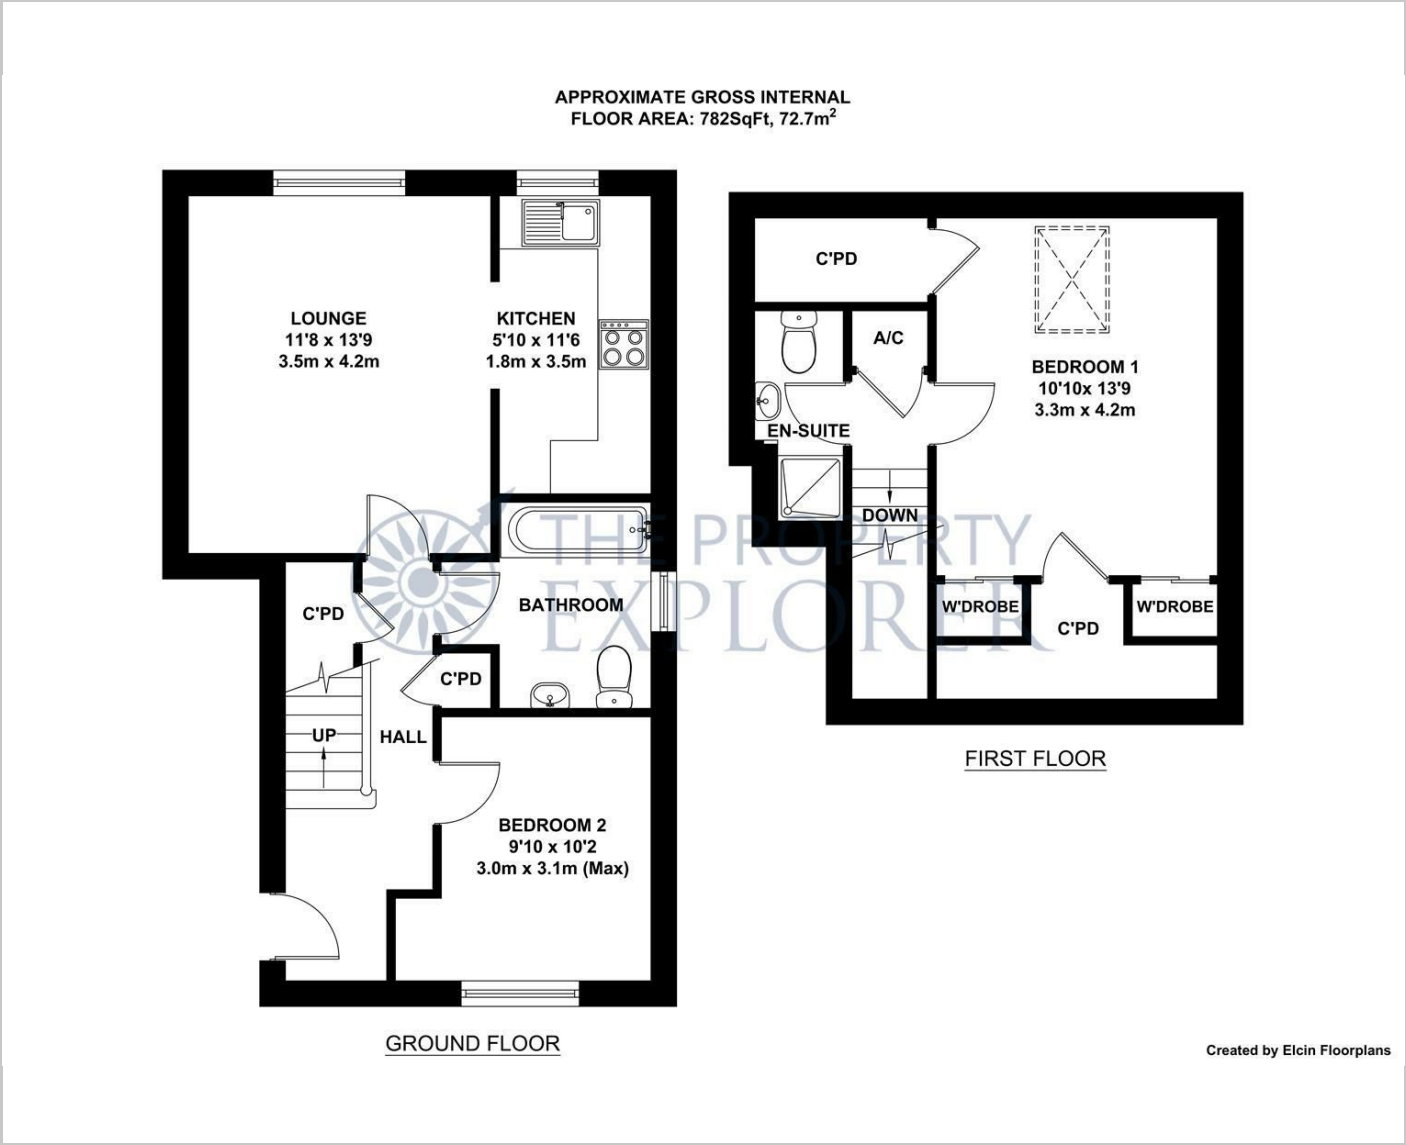 APPROXIMATE GROSS INTERNAL
FLOOR AREA: 782SqFt, 72.7m²
LOUNGE
11'8 x 13'9
3.5m x 4.2m
KITCHEN
5'10 x 11'6
1.8m x 3.5m
C'PD
BATHROOM
C'PD
UP
HALL
BEDROOM 2
9'10 x 10'2
3.0m x 3.1m (Max)
GROUND FLOOR
C'PD
A/C
BEDROOM 1
10'10x 13'9
3.3m x 4.2m
EN-SUITE
DOWN
W'DROBE
C'PD
W'DROBE
FIRST FLOOR
THE PROPERTY
EXPLORER
Created by Elcin Floorplans